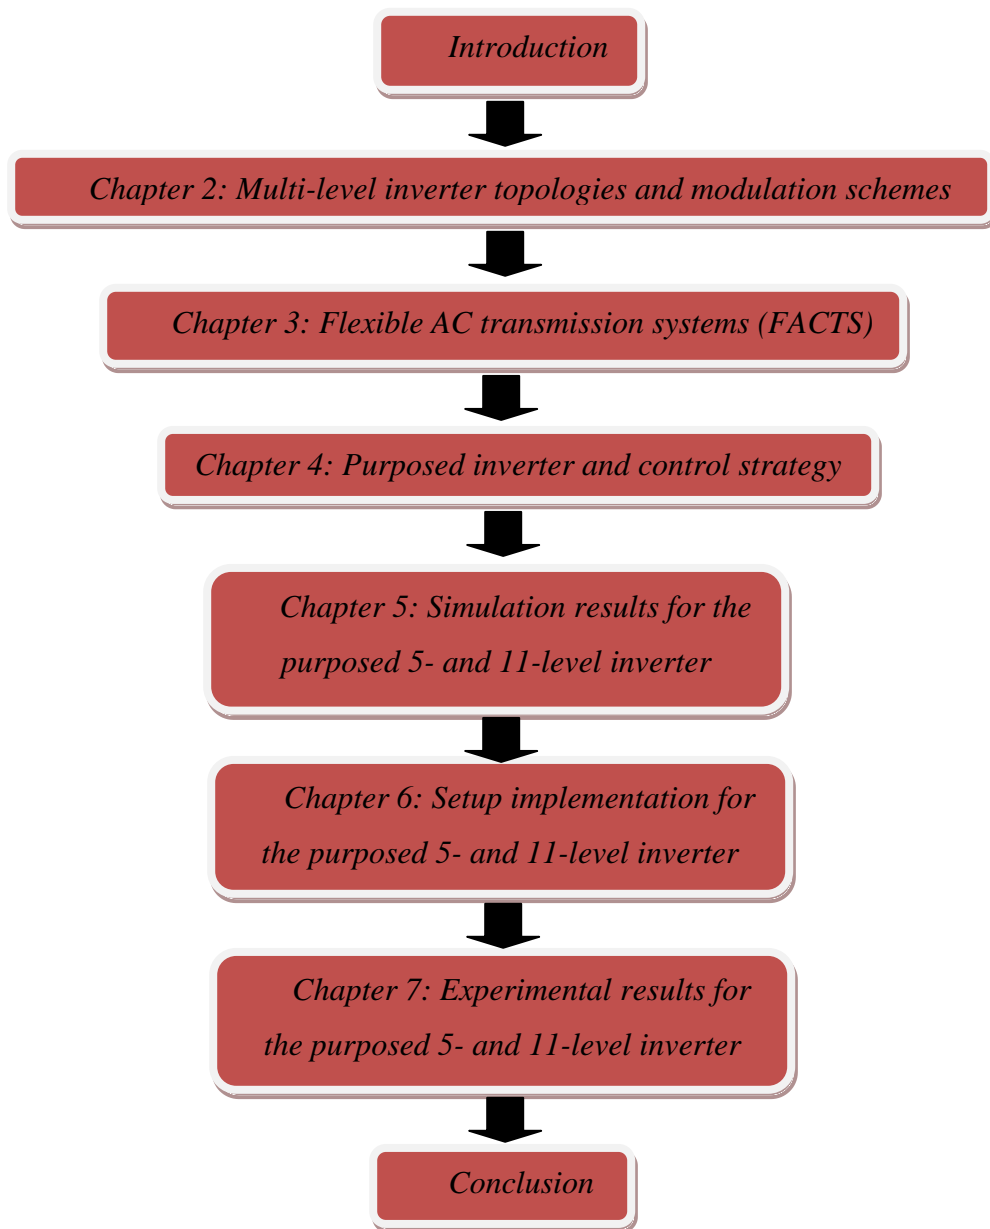 Introduction
Chapter 2: Multi-level inverter topologies and modulation schemes
Chapter 3: Flexible AC transmission systems (FACTS)
Chapter 4: Purposed inverter and control strategy
Chapter 5: Simulation results for the
purposed 5- and 11-level inverter
Chapter 6: Setup implementation for
the purposed 5- and 11-level inverter
Chapter 7: Experimental results for
the purposed 5- and 11-level inverter
Conclusion